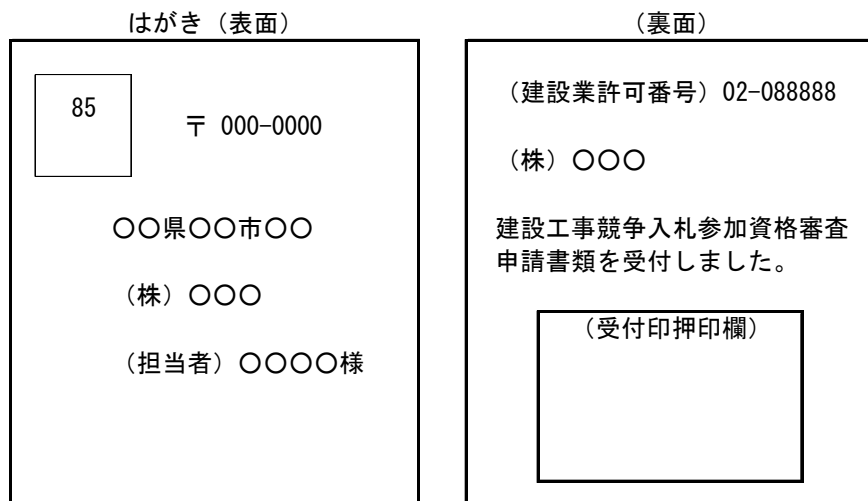 はがき（表面）
85
〒 000-0000
〇〇県〇〇市〇〇
（株）〇〇〇
（担当者）〇〇〇〇様
（裏面）
（建設業許可番号）02-088888
（株）〇〇〇
建設工事競争入札参加資格審査
申請書類を受付しました。
（受付印押印欄）